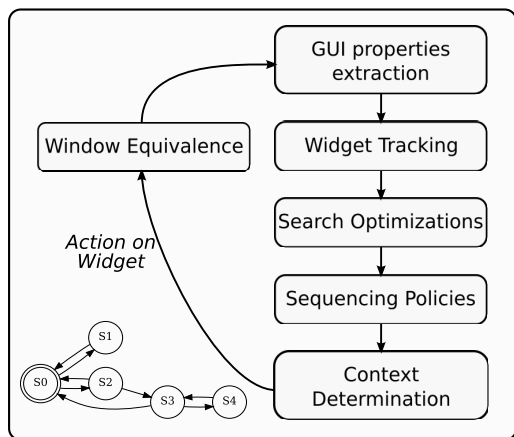 GUI properties
extraction
Window Equivalence
Widget Tracking
Search Optimizations
Action on
Widget
Sequencing Policies
Context
Determination
S1
S0
S2
S3
S4